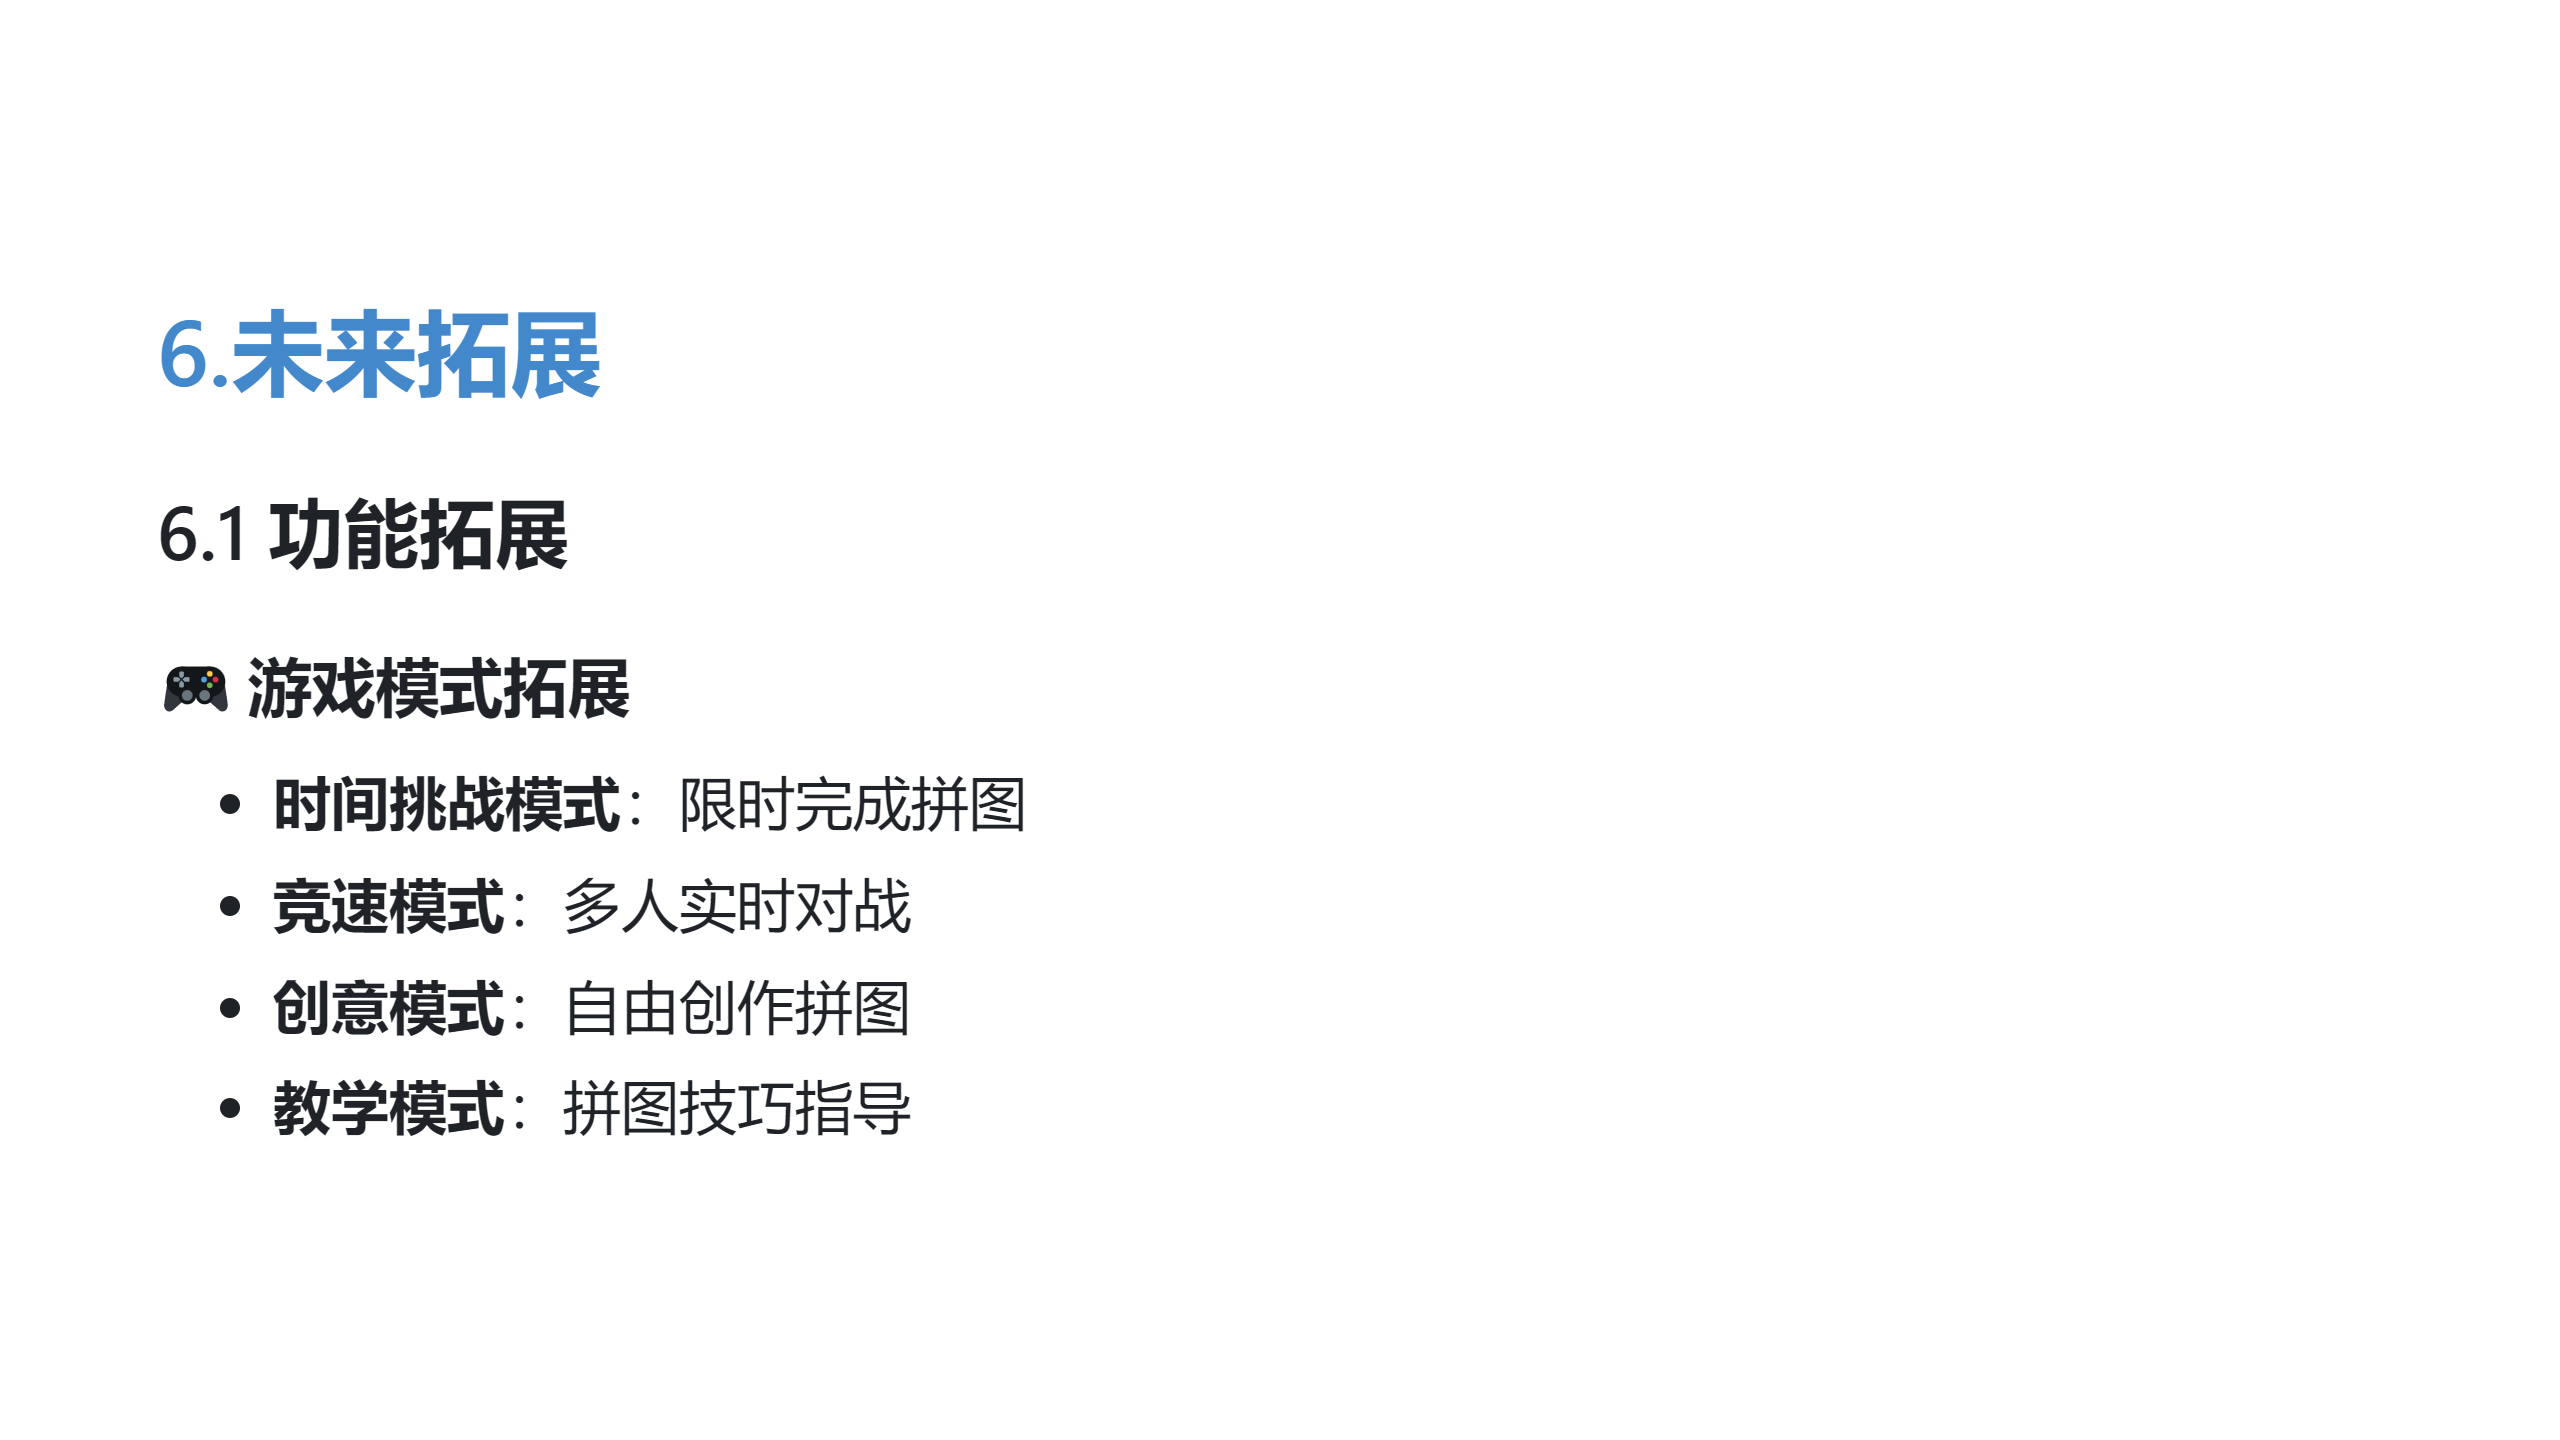 6.未来拓展
6.1 功能拓展
🎮 游戏模式拓展
• 时间挑战模式：限时完成拼图
• 竞速模式：多人实时对战
• 创意模式：自由创作拼图
• 教学模式：拼图技巧指导